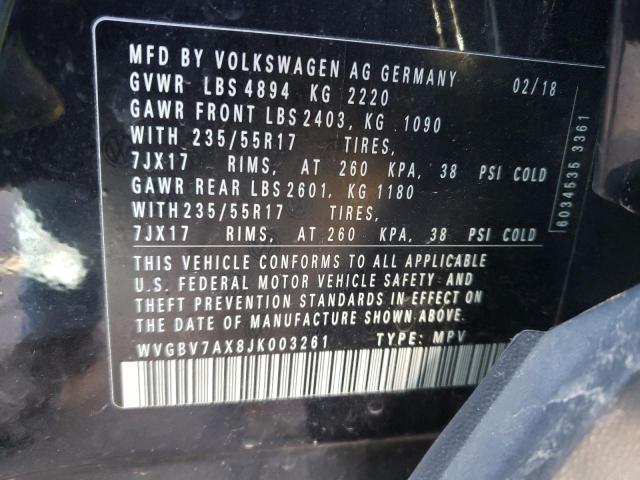 MFD BY VOLKSWAGEN AG GERMANY 02/18
GVWR LBS 4894 KG 2220
GAWR FRONT LBS 2403, KG 1090
WITH 235/55R17 TIRES,
7JX17 RIMS, AT 260 KPA, 38 PSI COLD
GAWR REAR LBS 2601, KG 1180
WITH 235/55R17 TIRES,
7JX17 RIMS, AT 260 KPA, 38 PSI COLD
THIS VEHICLE CONFORMS TO ALL APPLICABLE
U.S. FEDERAL MOTOR VEHICLE SAFETY AND
THEFT PREVENTION STANDARDS IN EFFECT ON
THE DATE OF MANUFACTURE SHOWN ABOVE.
WVGBV7AX8JK003261 TYPE: MPV
6034535 3361